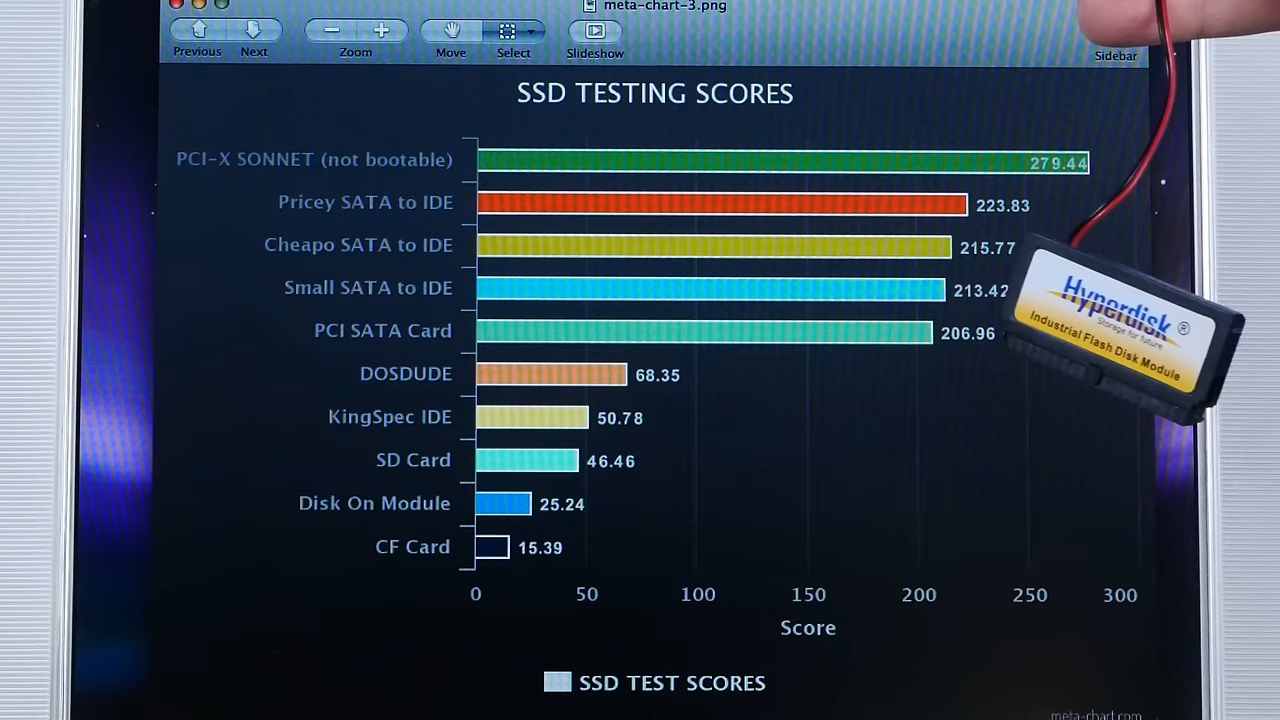 meta-chart-3.png
Previous
Next
Zoom
Move
Select
Slideshow
Sidebar
SSD TESTING SCORES
PCI-X SONNET (not bootable)
279.44
Pricey SATA to IDE
223.83
Cheapo SATA to IDE
215.77
Small SATA to IDE
213.42
PCI SATA Card
206.96
DOSDUDE
68.35
KingSpec IDE
50.78
SD Card
46.46
Disk On Module
25.24
CF Card
15.39
0 50 100 150 200 250 300
Score
SSD TEST SCORES
meta-chart.com
Hyperdisk ®
Storage for future
Industrial Flash Disk Module